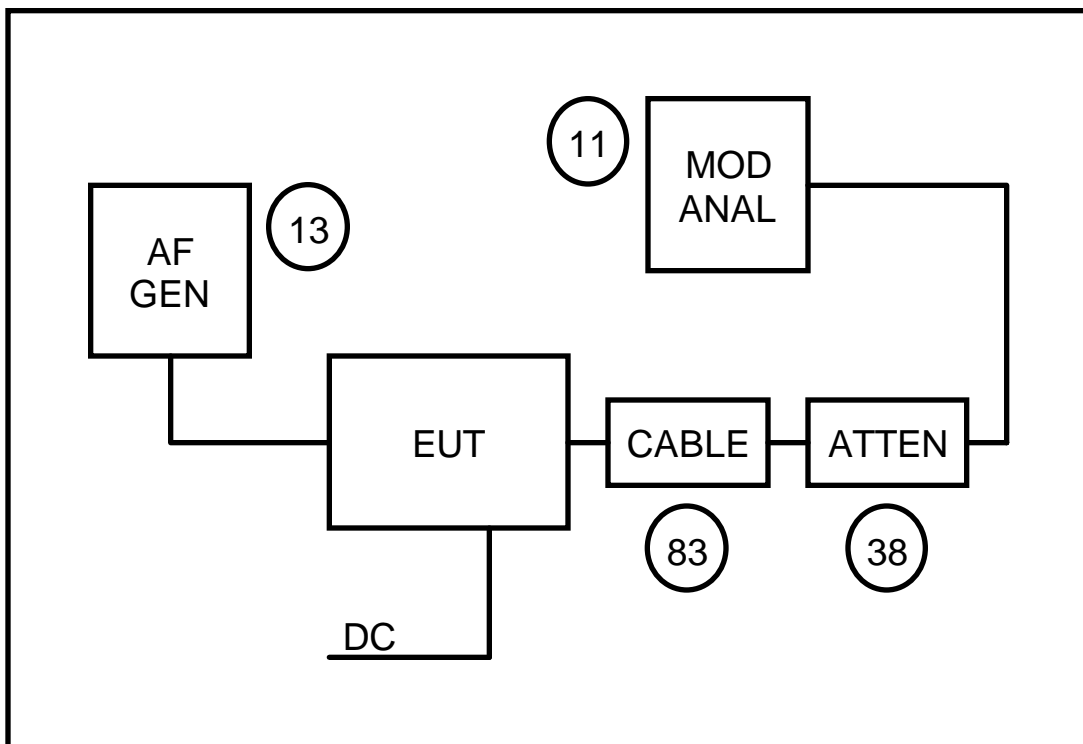 11
MOD
ANAL
13
AF
GEN
EUT
CABLE
ATTEN
83
38
DC